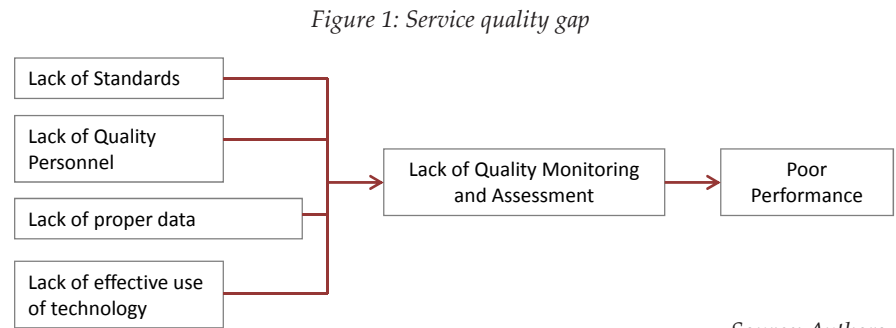 Figure 1: Service quality gap
Lack of Standards
Lack of Quality
Personnel
Lack of proper data
Lack of effective use
of technology
Lack of Quality Monitoring
and Assessment
Poor
Performance